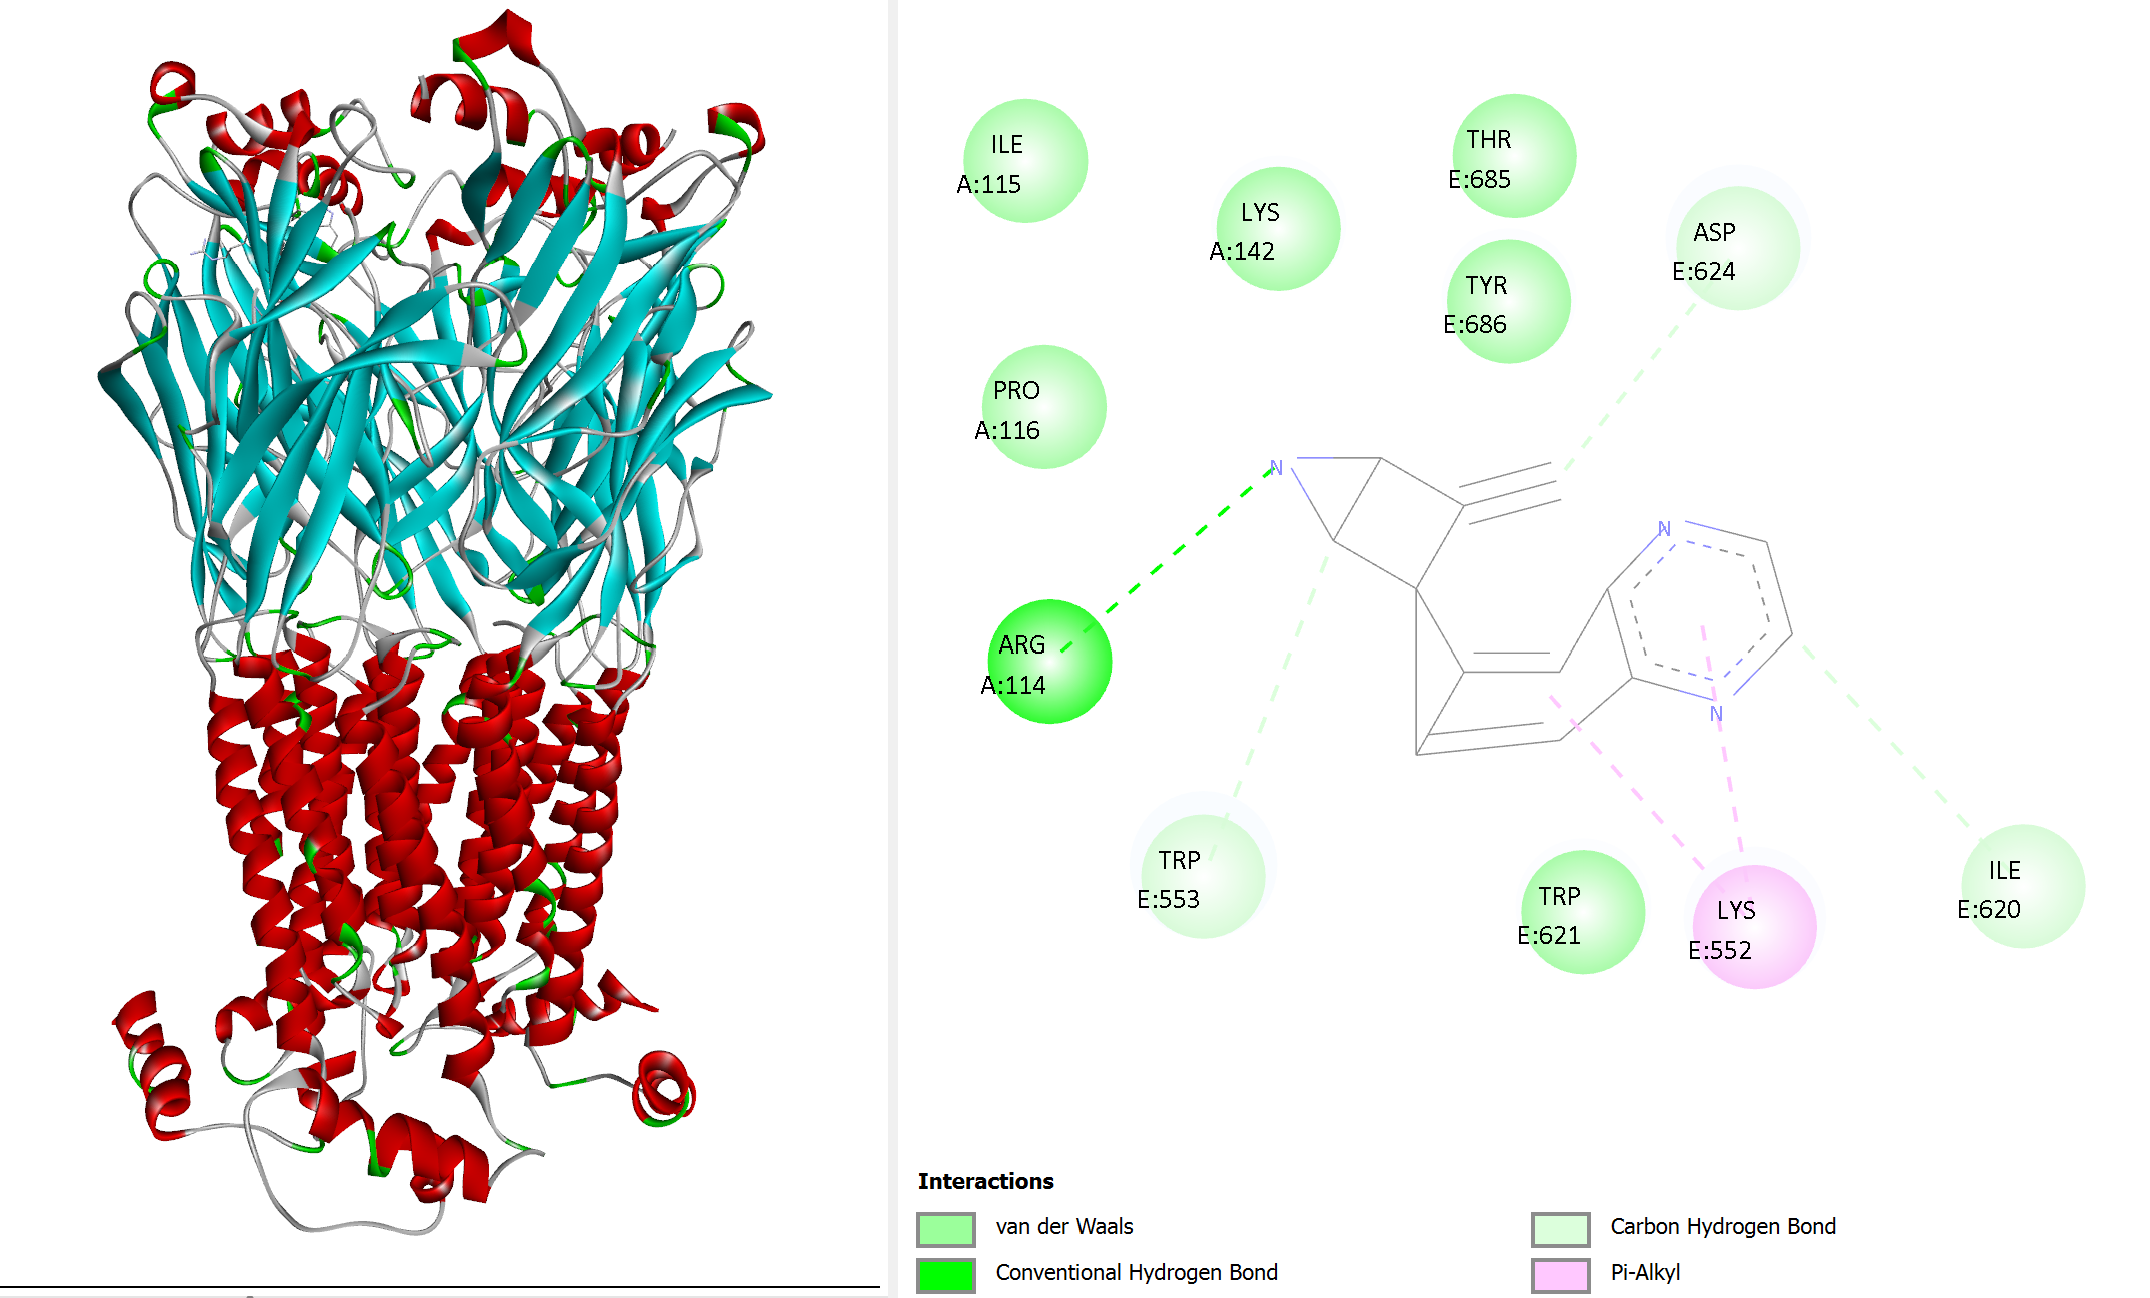 ILE
A:115
THR
E:685
LYS
A:142
ASP
E:624
TYR
E:686
PRO
A:116
N
N
ARG
A:114
N
TRP
E:553
TRP
E:621
LYS
E:552
ILE
E:620
Interactions
van der Waals
Conventional Hydrogen Bond
Carbon Hydrogen Bond
Pi-Alkyl